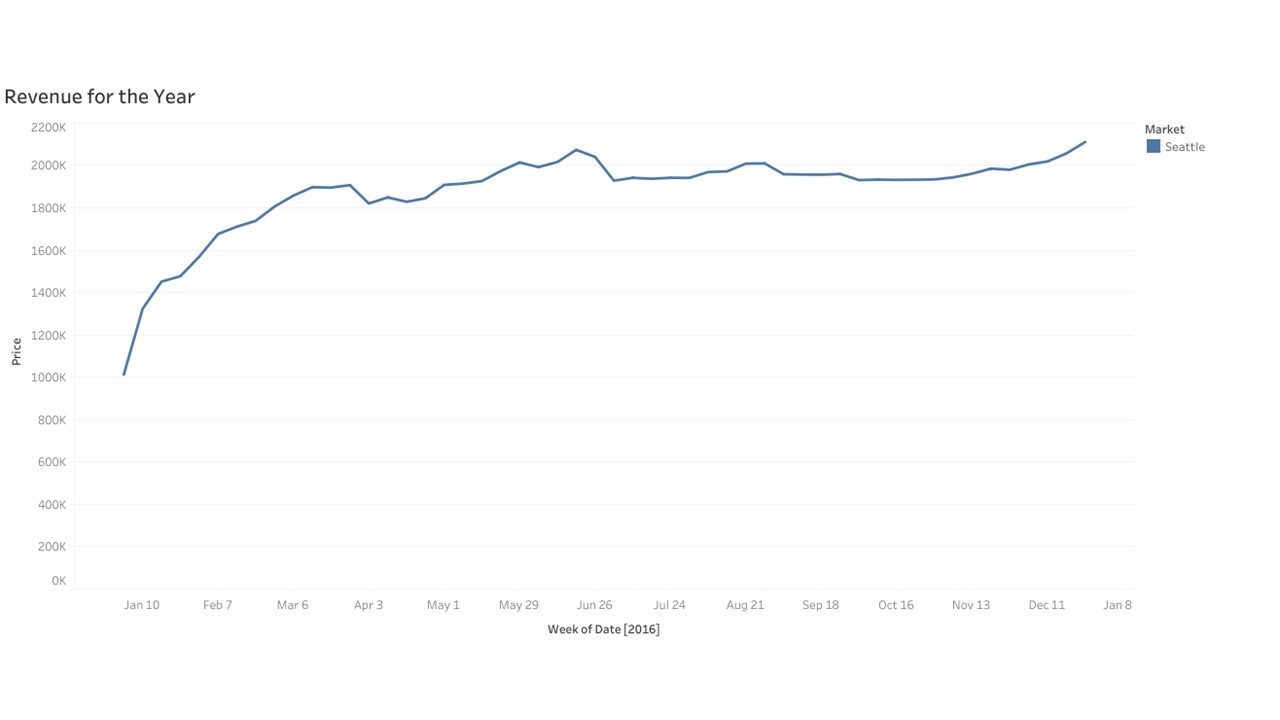 Revenue for the Year
Market
Seattle
2200K
2000K
1800K
1600K
1400K
1200K
1000K
800K
600K
400K
200K
0K
Price
Jan 10 Feb 7 Mar 6 Apr 3 May 1 May 29 Jun 26 Jul 24 Aug 21 Sep 18 Oct 16 Nov 13 Dec 11 Jan 8
Week of Date [2016]